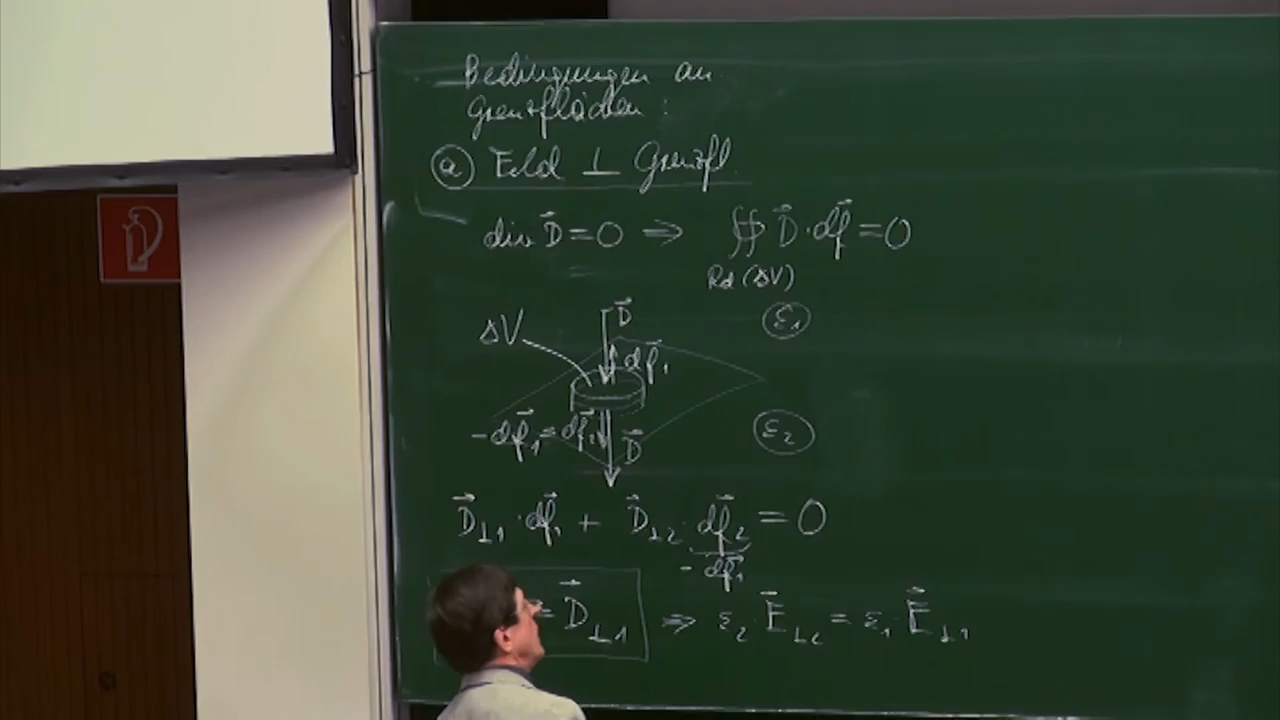 Bedingungen an
Grenzflächen:
ⓐ Feld ⊥ Grenzfl.
div D⃗ = 0 ⇒ ∯ D⃗ · df⃗ = 0
Rd (ΔV)
ΔV D⃗ ε₁
df⃗₁
-df⃗₁ = df⃗₂ D⃗ ε₂
D⃗⊥1 · df⃗₁ + D⃗⊥2 · df⃗₂ = 0
- df⃗₁
= D⃗⊥1 ⇒ ε₂ · E⃗⊥2 = ε₁ · E⃗⊥1